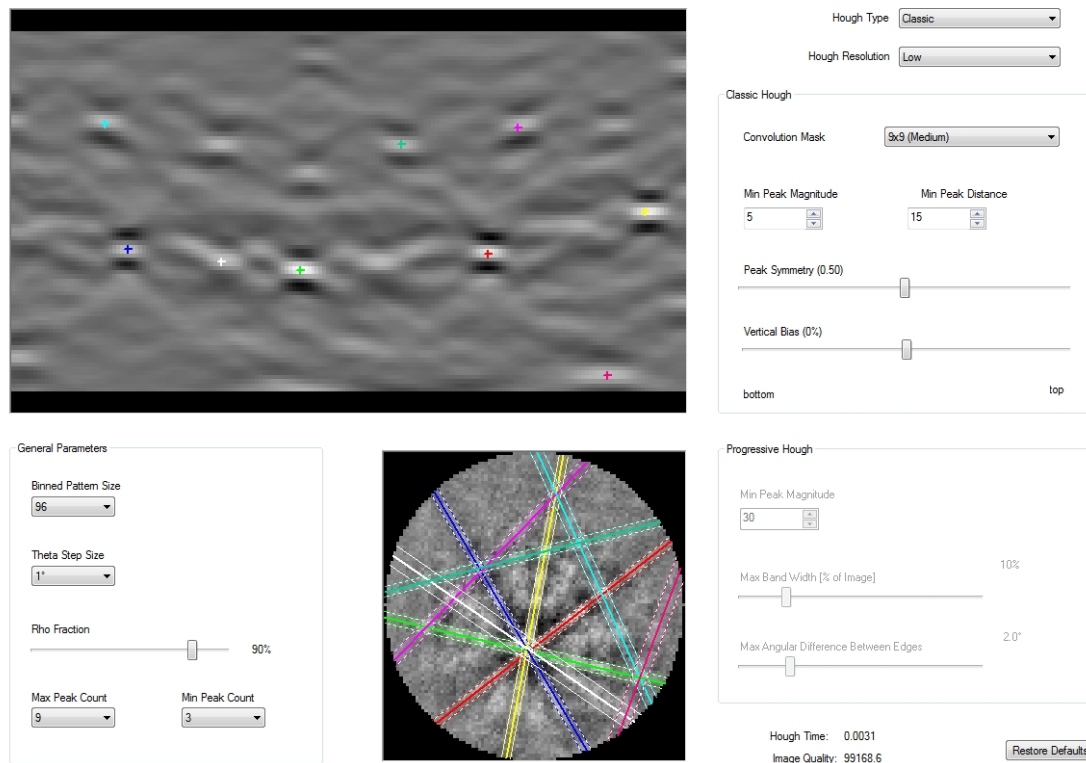 Hough Type
Classic
Hough Resolution
Low
Classic Hough
Convolution Mask
9x9 (Medium)
Min Peak Magnitude
Min Peak Distance
5
15
Peak Symmetry (0.50)
Vertical Bias (0%)
bottom
top
General Parameters
Binned Pattern Size
96
Theta Step Size
1°
Rho Fraction
90%
Max Peak Count
Min Peak Count
9
3
Progressive Hough
Min Peak Magnitude
30
10%
Max Band Width [% of Image]
2.0°
Max Angular Difference Between Edges
Hough Time: 0.0031
Image Quality: 99168.6
Restore Defaults